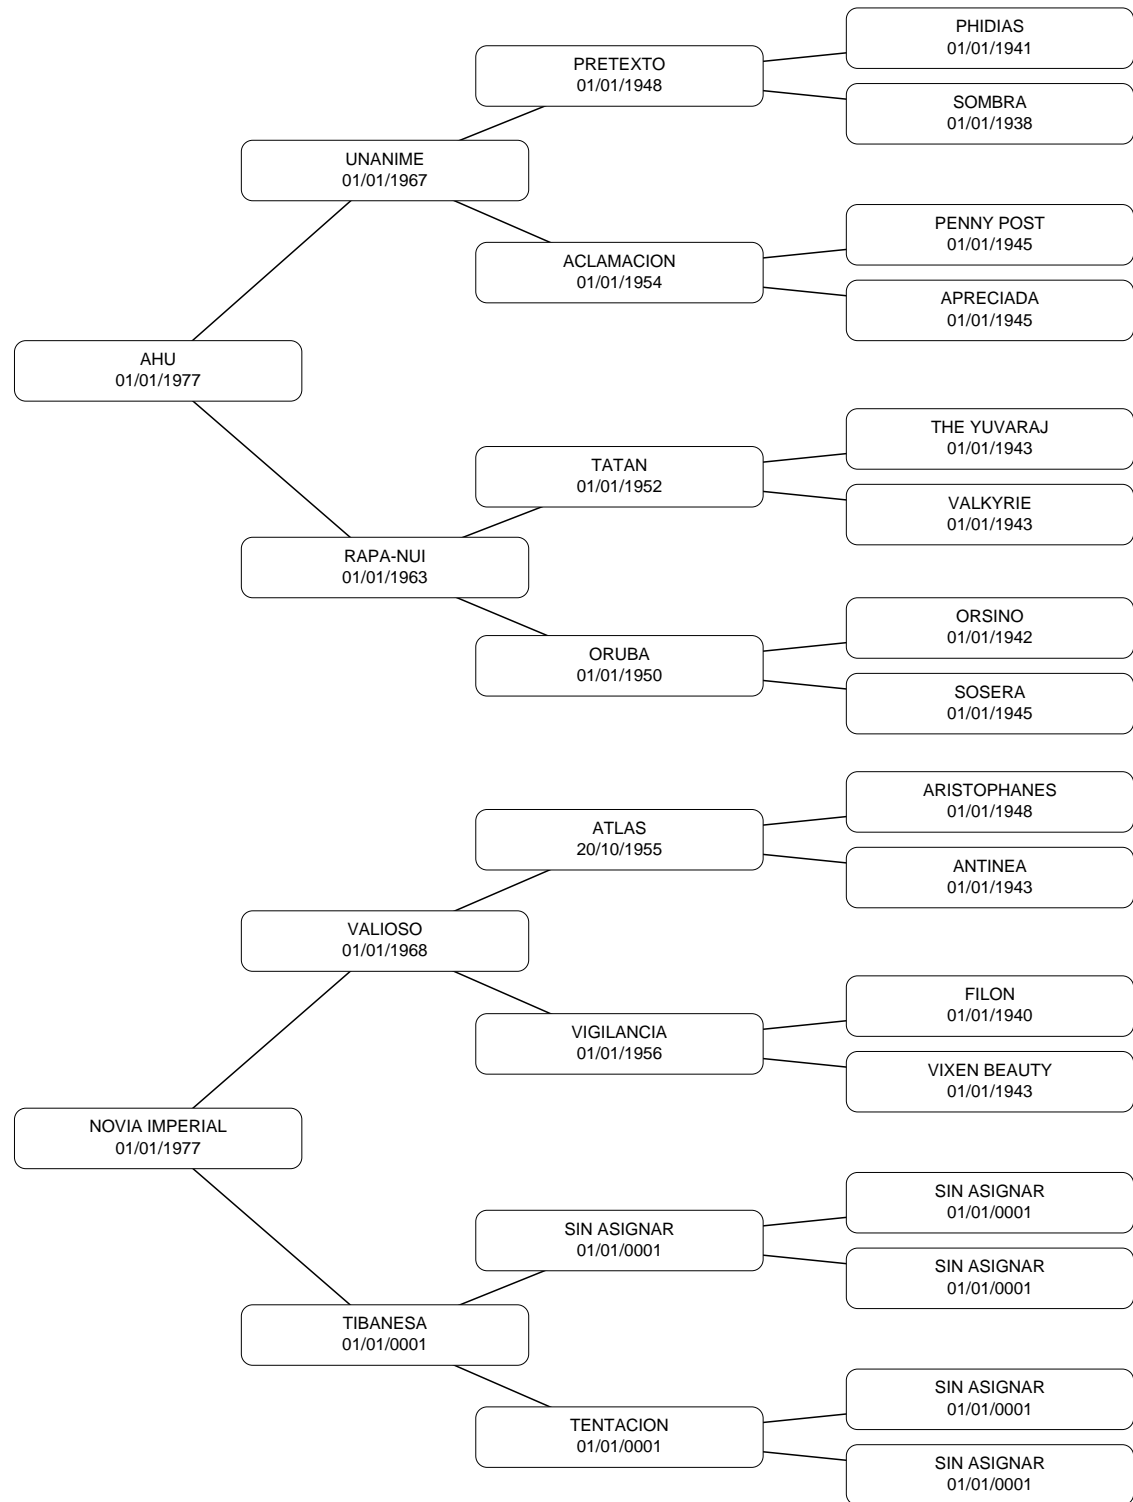 PHIDIAS
01/01/1941
PRETEXTO
01/01/1948
SOMBRA
01/01/1938
UNANIME
01/01/1967
PENNY POST
01/01/1945
ACLAMACION
01/01/1954
APRECIADA
01/01/1945
AHU
01/01/1977
THE YUVARAJ
01/01/1943
TATAN
01/01/1952
VALKYRIE
01/01/1943
RAPA-NUI
01/01/1963
ORSINO
01/01/1942
ORUBA
01/01/1950
SOSERA
01/01/1945
ARISTOPHANES
01/01/1948
ATLAS
20/10/1955
ANTINEA
01/01/1943
VALIOSO
01/01/1968
FILON
01/01/1940
VIGILANCIA
01/01/1956
VIXEN BEAUTY
01/01/1943
NOVIA IMPERIAL
01/01/1977
SIN ASIGNAR
01/01/0001
SIN ASIGNAR
01/01/0001
SIN ASIGNAR
01/01/0001
TIBANESA
01/01/0001
SIN ASIGNAR
01/01/0001
TENTACION
01/01/0001
SIN ASIGNAR
01/01/0001